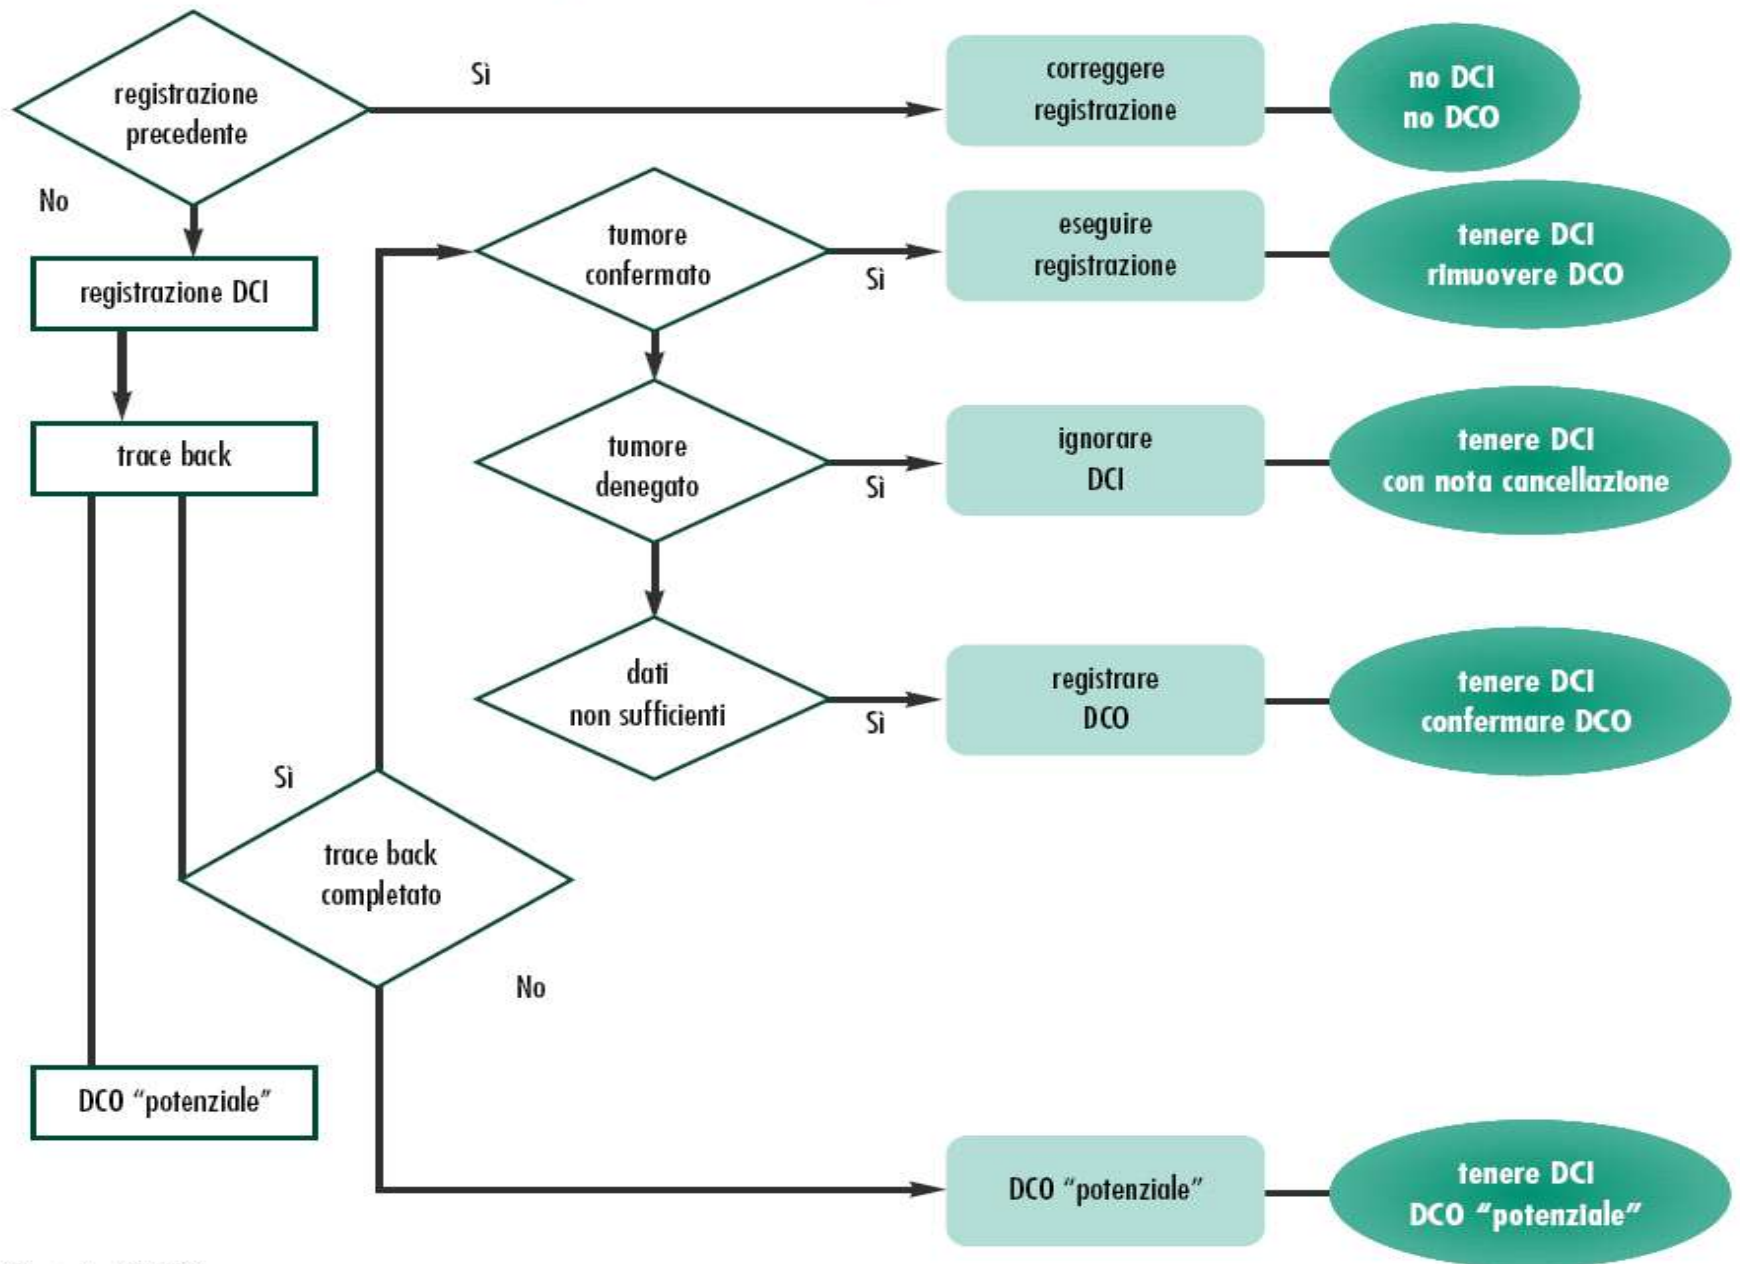 registrazione
precedente
Sì
correggere
registrazione
no DCI
no DCO
No
registrazione DCI
trace back
tumore
confermato
Sì
eseguire
registrazione
tenere DCI
rimuovere DCO
tumore
denegato
Sì
ignorare
DCI
tenere DCI
con nota cancellazione
dati
non sufficienti
Sì
registrare
DCO
tenere DCI
confermare DCO
Sì
trace back
completato
No
DCO “potenziale”
DCO “potenziale”
tenere DCI
DCO “potenziale”